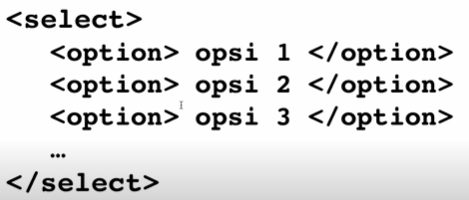 <select>
<option> opsi 1 </option>
<option> opsi 2 </option>
<option> opsi 3 </option>
…
</select>